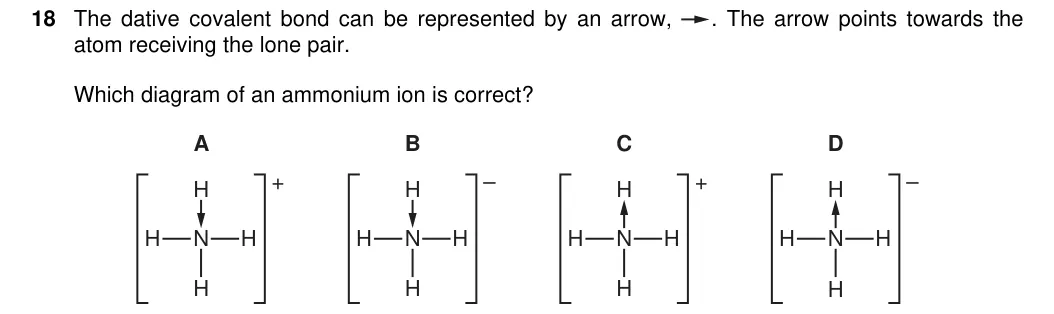 18 The dative covalent bond can be represented by an arrow, →. The arrow points towards the
atom receiving the lone pair.
Which diagram of an ammonium ion is correct?
A B C D
+ – + –
H H H H
H—N—H H—N—H H—N—H H—N—H
H H H H